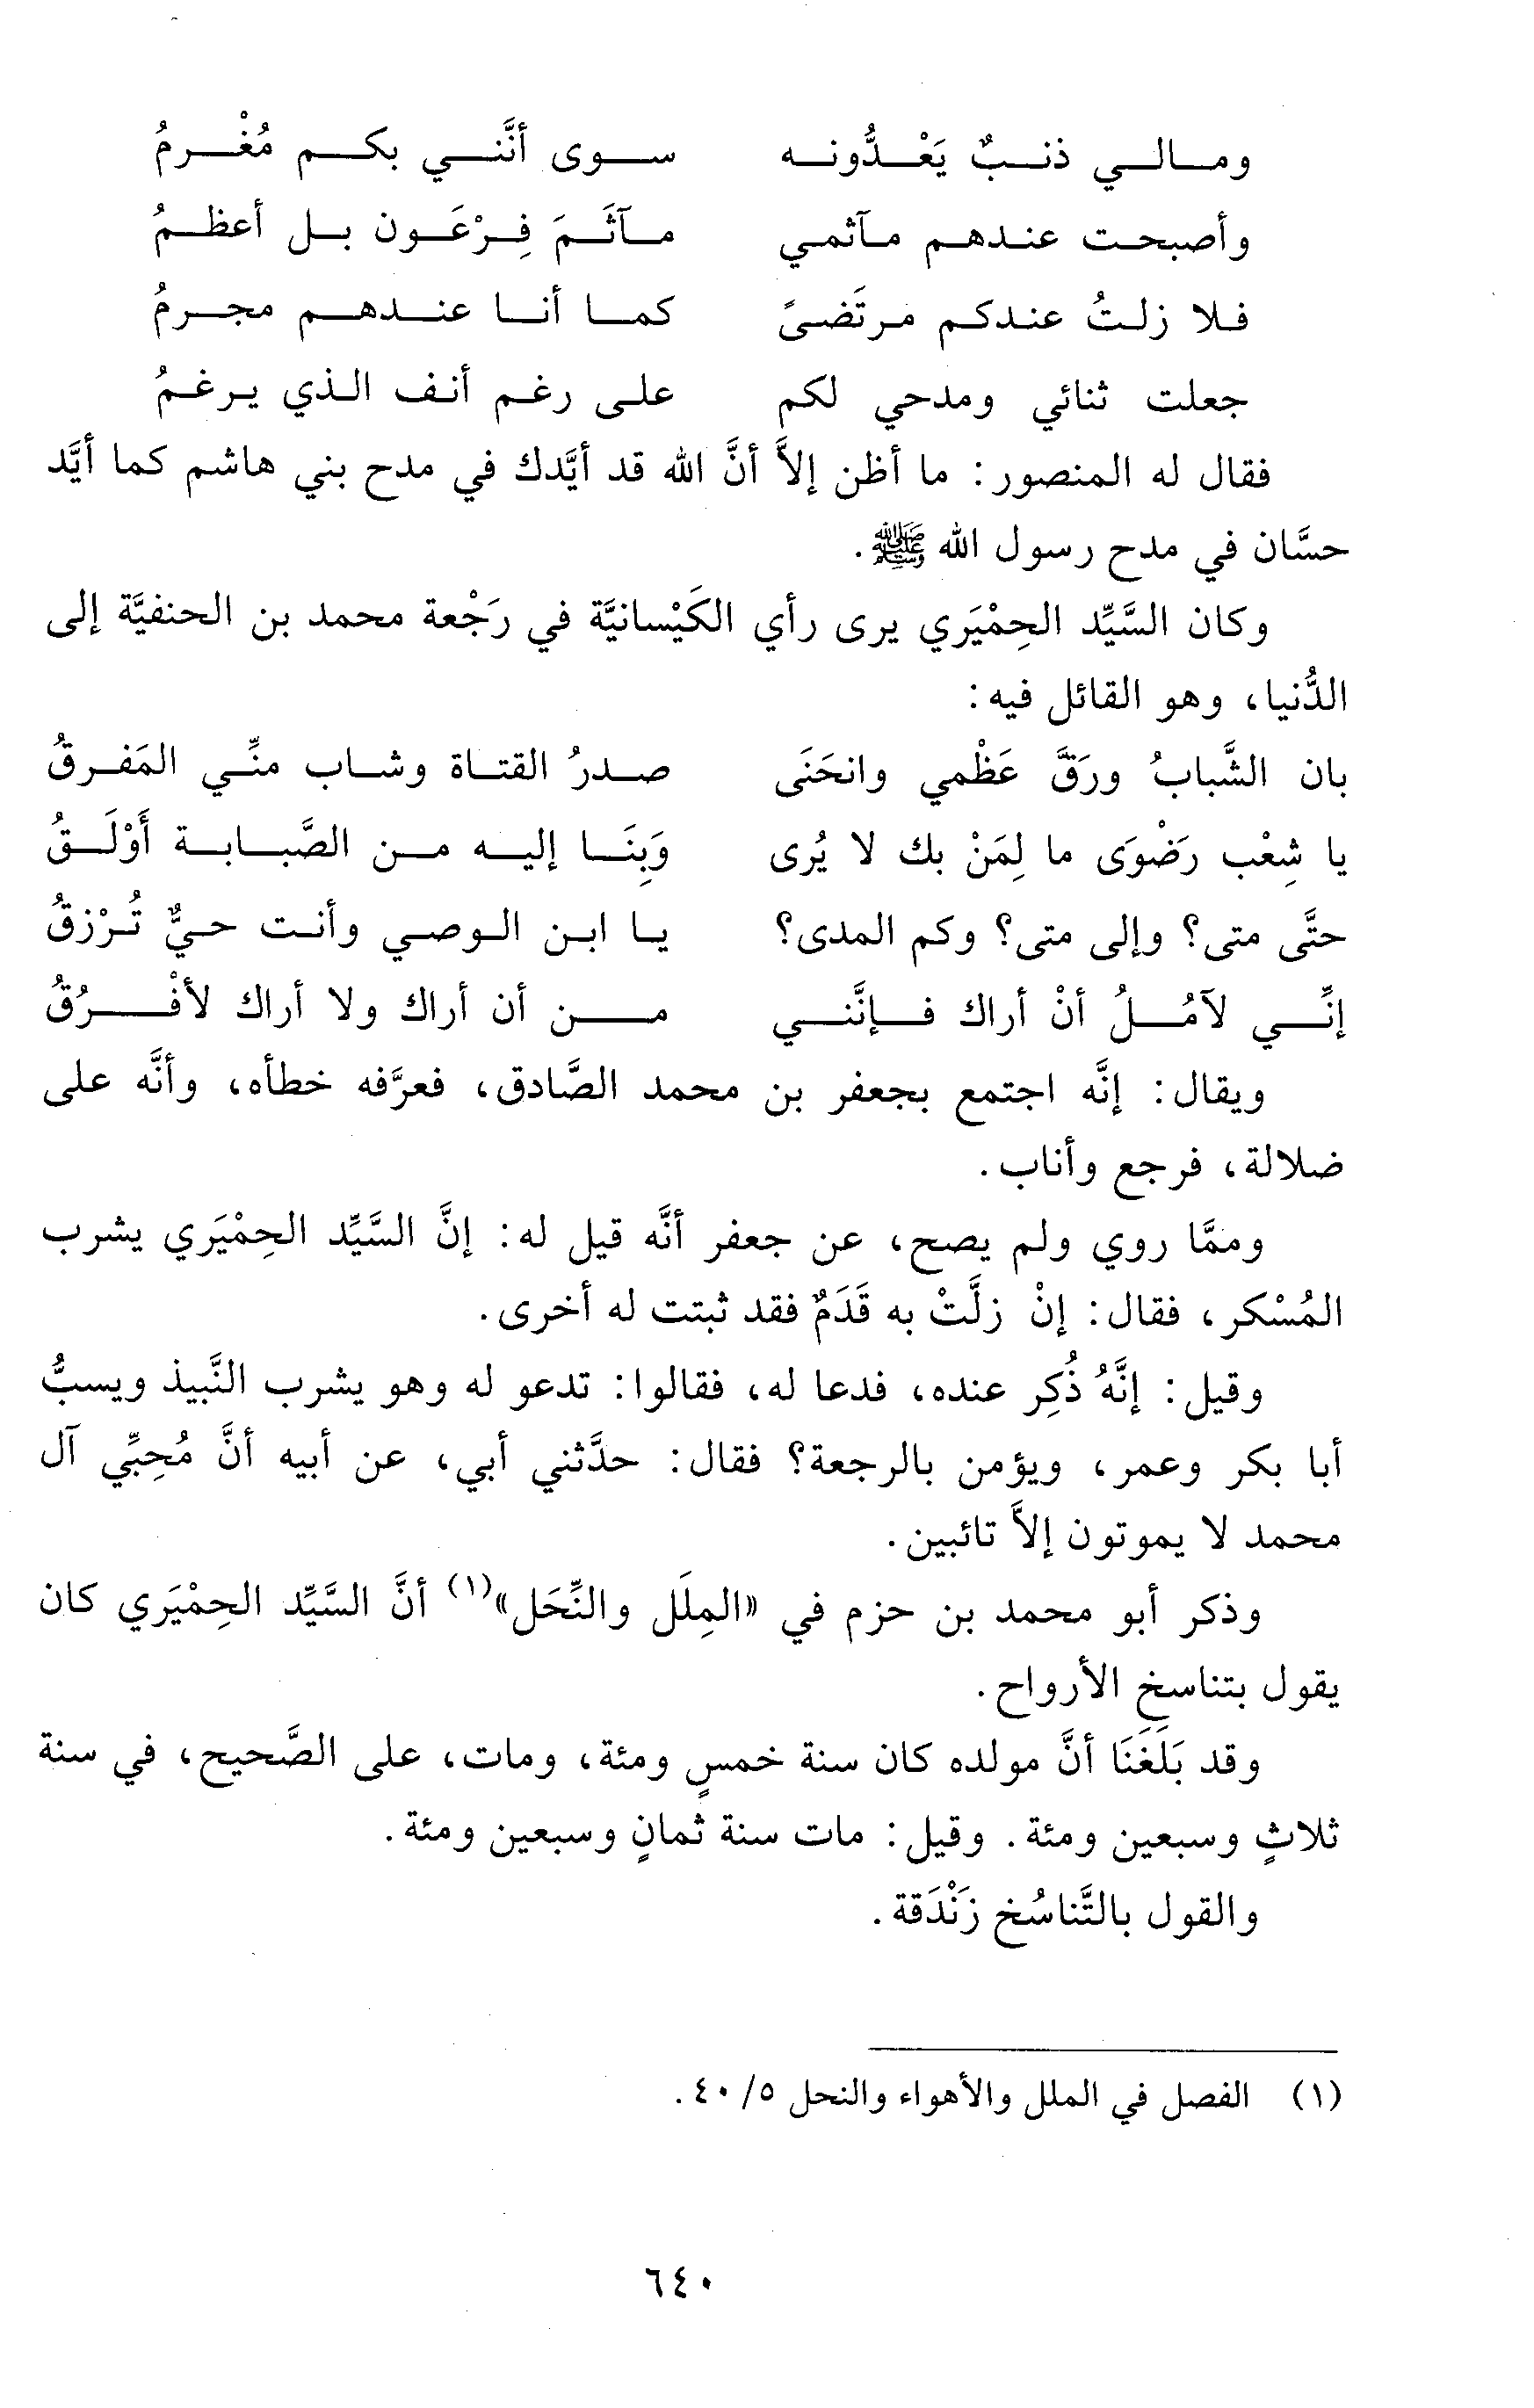 ومالي ذنبٌ يَعْدُّونه سوى أنَّني بكم مُغْرمُ
وأصبحت عندهم مآثمي مآثَمَ فِرْعَون بل أعظمُ
فلا زلتُ عندكم مرتَضىً كما أنا عندهم مجرمُ
جعلت ثنائي ومدحي لكم على رغم أنف الذي يرغمُ
فقال له المنصور: ما أظن إلاَّ أنَّ الله قد أيَّدك في مدح بني هاشم كما أيَّد
حسَّان في مدح رسول الله ﷺ.
وكان السَّيِّد الحِمْيَري يرى رأي الكَيْسانيَّة في رَجْعة محمد بن الحنفيَّة إلى
الدُّنيا، وهو القائل فيه:
بان الشَّبابُ ورَقَّ عَظْمي وانحَنَى صدرُ القتاة وشاب منِّي المَفرقُ
يا شِعْب رَضْوَى ما لِمَنْ بك لا يُرى وَبِنَا إليه من الصَّبابة أَوْلَقُ
حتَّى متى؟ وإلى متى؟ وكم المدى؟ يا ابن الوصي وأنت حيٌّ تُرْزقُ
إنِّي لآمُلُ أنْ أراك فإنَّني من أن أراك ولا أراك لأفْرُقُ
ويقال: إنَّه اجتمع بجعفر بن محمد الصَّادق، فعرَّفه خطأه، وأنَّه على
ضلالة، فرجع وأناب.
وممَّا روي ولم يصح، عن جعفر أنَّه قيل له: إنَّ السَّيِّد الحِمْيَري يشرب
المُسْكر، فقال: إنْ زلَّتْ به قَدَمٌ فقد ثبتت له أخرى.
وقيل: إنَّهُ ذُكِر عنده، فدعا له، فقالوا: تدعو له وهو يشرب النَّبيذ ويسبُّ
أبا بكر وعمر، ويؤمن بالرجعة؟ فقال: حدَّثني أبي، عن أبيه أنَّ مُحِبِّي آل
محمد لا يموتون إلاَّ تائبين.
وذكر أبو محمد بن حزم في «المِلَل والنِّحَل»(١) أنَّ السَّيِّد الحِمْيَري كان
يقول بتناسخ الأرواح.
وقد بَلَغَنَا أنَّ مولده كان سنة خمسٍ ومئة، ومات، على الصَّحيح، في سنة
ثلاثٍ وسبعين ومئة. وقيل: مات سنة ثمانٍ وسبعين ومئة.
والقول بالتَّناسُخ زَنْدَقة.
(١) الفصل في الملل والأهواء والنحل ٥/ ٤٠.
٦٤٠